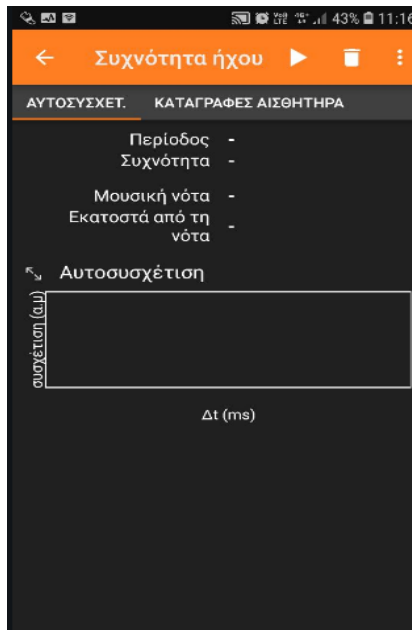 43% 11:16
Συχνότητα ήχου
ΑΥΤΟΣΥΣΧΕΤ. ΚΑΤΑΓΡΑΦΕΣ ΑΙΣΘΗΤΗΡΑ
Περίοδος -
Συχνότητα -
Μουσική νότα -
Εκατοστά από τη
νότα -
Αυτοσυσχέτιση
συσχέτιση (α.μ)
Δt (ms)